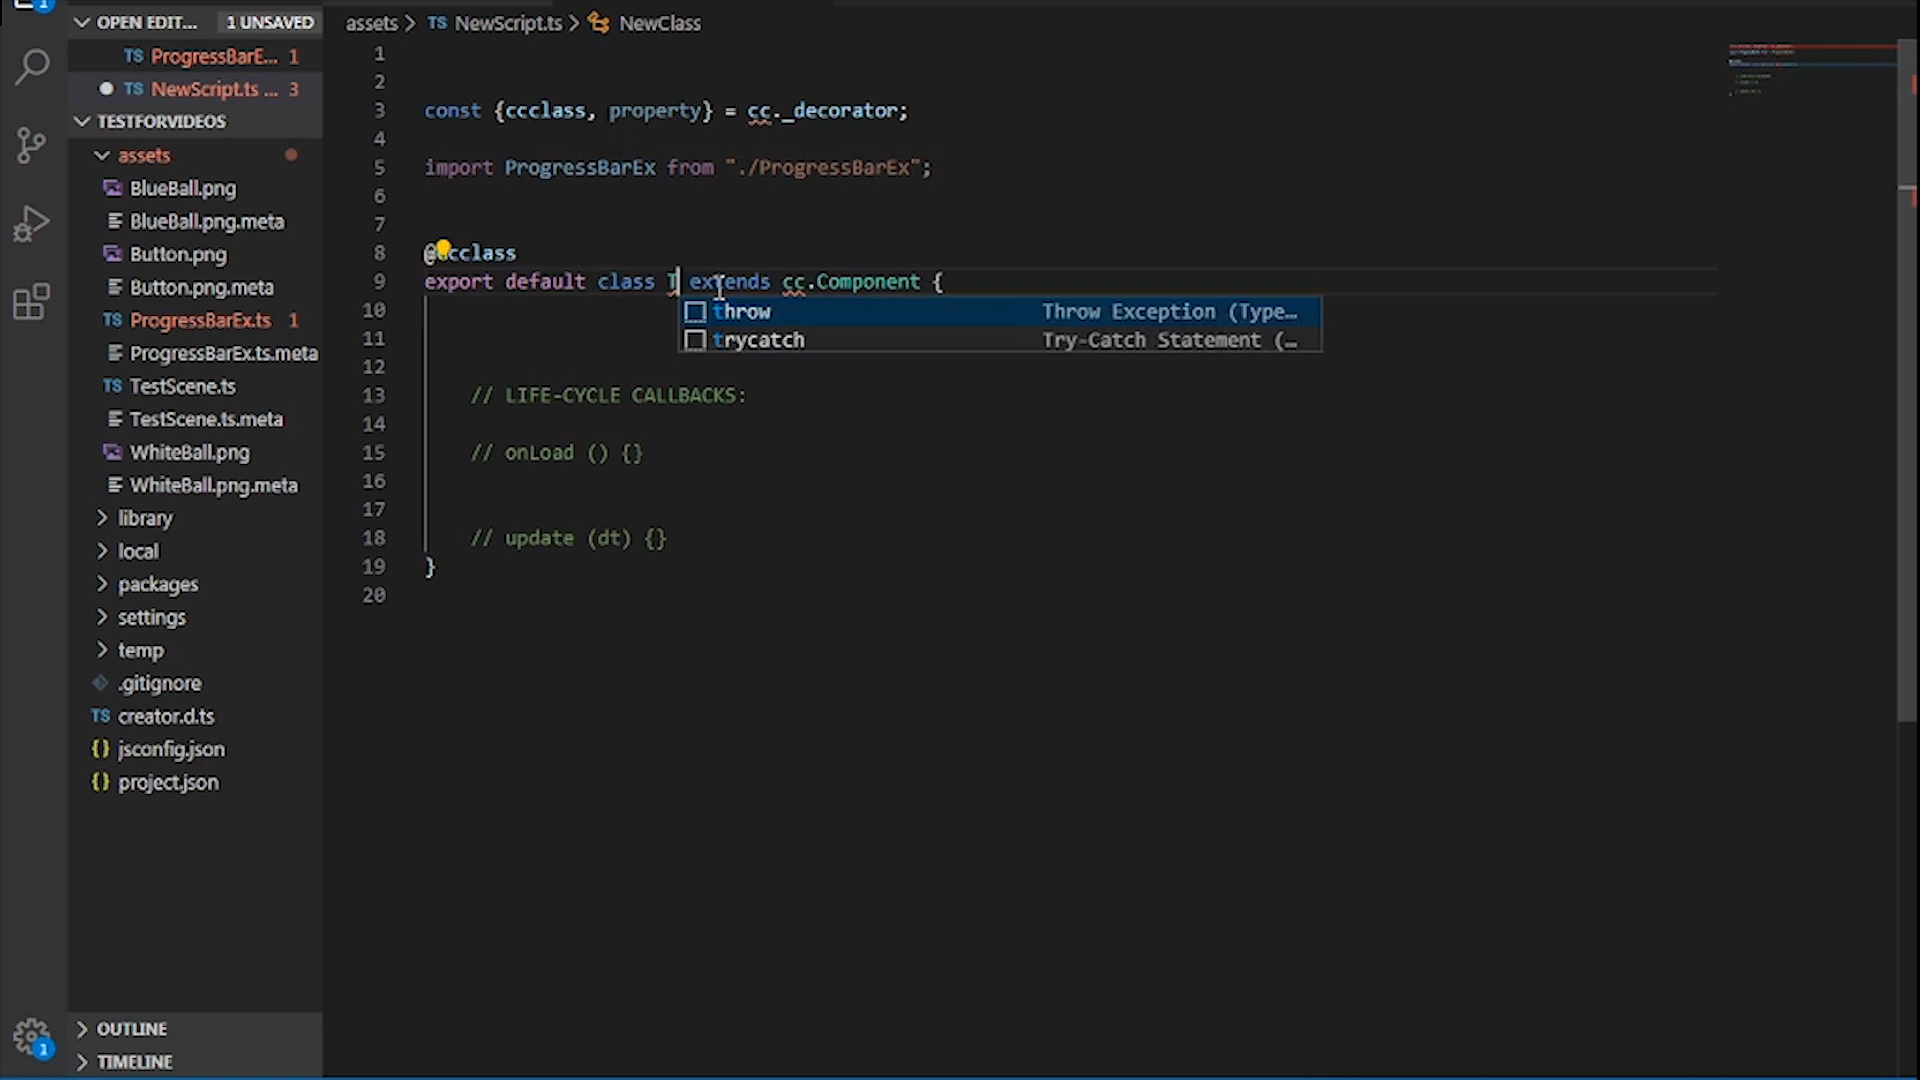 1
OPEN EDIT... 1 UNSAVED
TS ProgressBarE... 1
TS NewScript.ts ... 3
TESTFORVIDEOS
assets
BlueBall.png
BlueBall.png.meta
Button.png
Button.png.meta
TS ProgressBarEx.ts 1
ProgressBarEx.ts.meta
TS TestScene.ts
TestScene.ts.meta
WhiteBall.png
WhiteBall.png.meta
library
local
packages
settings
temp
.gitignore
TS creator.d.ts
{} jsconfig.json
{} project.json
OUTLINE
TIMELINE
1
assets > TS NewScript.ts > NewClass
1
2
3 const {ccclass, property} = cc._decorator;
4
5 import ProgressBarEx from "./ProgressBarEx";
6
7
8 @ccclass
9 export default class T extends cc.Component {
throw Throw Exception (Type...
trycatch Try-Catch Statement (...
10
11
12
13 // LIFE-CYCLE CALLBACKS:
14
15 // onLoad () {}
16
17
18 // update (dt) {}
19 }
20